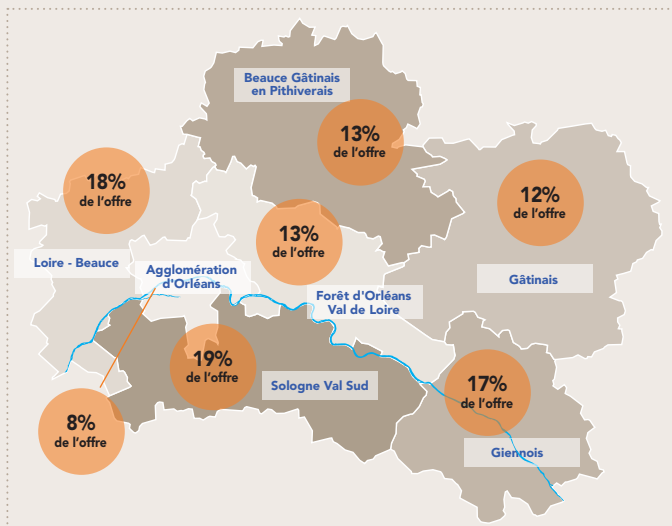 Beauce Gâtinais
en Pithiverais
13%
de l'offre
18%
de l'offre
12%
de l'offre
13%
de l'offre
Loire - Beauce
Agglomération
d'Orléans
Gâtinais
Forêt d'Orléans
Val de Loire
19%
de l'offre
Sologne Val Sud
17%
de l'offre
8%
de l'offre
Giennois